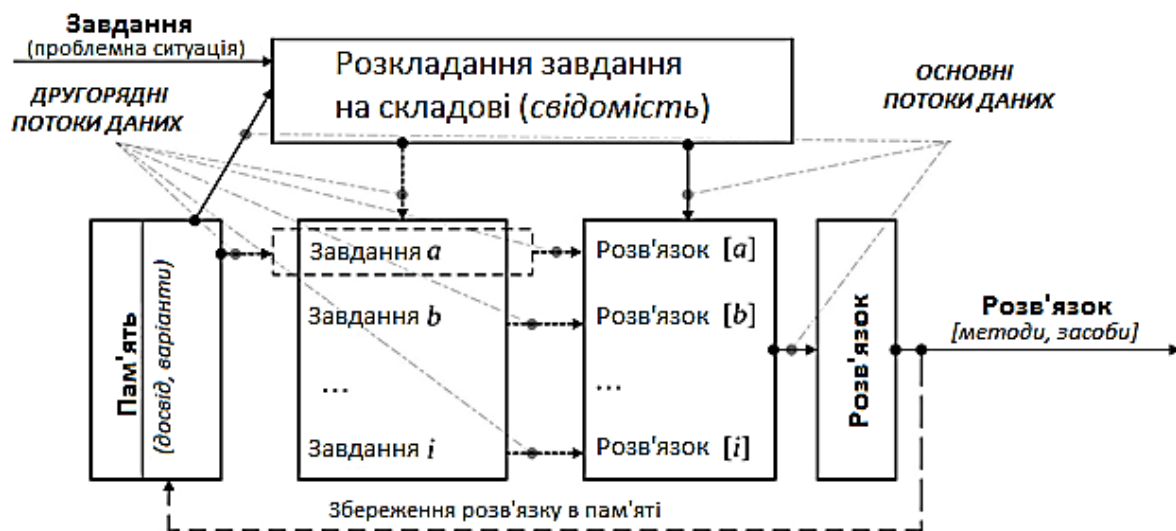 Завдання
(проблемна ситуація)
Розкладання завдання
на складові (свідомість)
ДРУГОРЯДНІ
ПОТОКИ ДАНИХ
ОСНОВНІ
ПОТОКИ ДАНИХ
Пам'ять
(досвід, варіанти)
Завдання a
Завдання b
...
Завдання i
Розв'язок [a]
Розв'язок [b]
...
Розв'язок [i]
Розв'язок
Розв'язок
[методи, засоби]
Збереження розв'язку в пам'яті